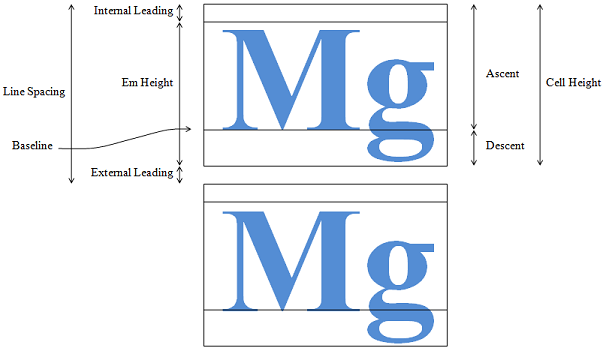 Internal Leading
Line Spacing
Em Height
Ascent
Cell Height
Baseline
Descent
External Leading
Mg
Mg